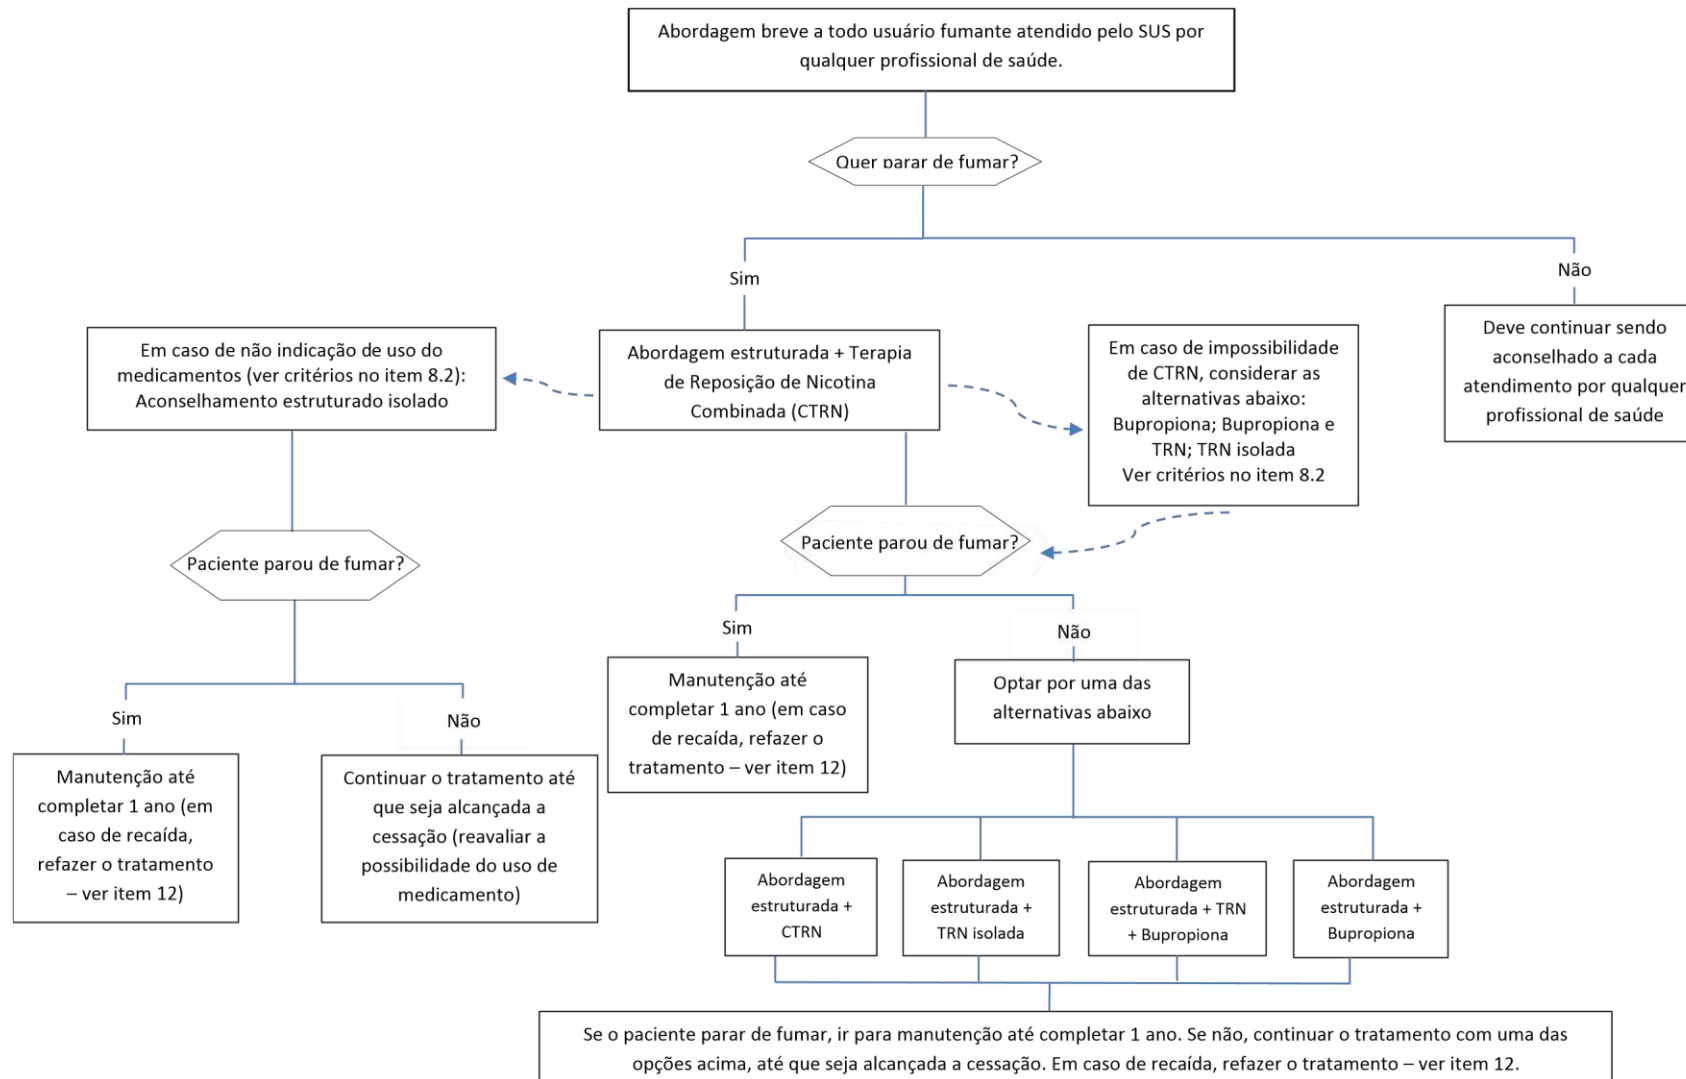 Abordagem breve a todo usuário fumante atendido pelo SUS por
qualquer profissional de saúde.
Quer parar de fumar?
Sim
Não
Em caso de não indicação de uso do
medicamentos (ver critérios no item 8.2):
Aconselhamento estruturado isolado
Abordagem estruturada + Terapia
de Reposição de Nicotina
Combinada (CTRN)
Em caso de impossibilidade
de CTRN, considerar as
alternativas abaixo:
Bupropiona; Bupropiona e
TRN; TRN isolada
Ver critérios no item 8.2
Deve continuar sendo
aconselhado a cada
atendimento por qualquer
profissional de saúde
Paciente parou de fumar?
Sim
Não
Manutenção até
completar 1 ano (em
caso de recaída,
refazer o tratamento
– ver item 12)
Continuar o tratamento até
que seja alcançada a
cessação (reavaliar a
possibilidade do uso de
medicamento)
Paciente parou de fumar?
Sim
Não
Manutenção até
completar 1 ano (em caso
de recaída, refazer o
tratamento – ver item 12)
Optar por uma das
alternativas abaixo
Abordagem
estruturada +
CTRN
Abordagem
estruturada +
TRN isolada
Abordagem
estruturada + TRN
+ Bupropiona
Abordagem
estruturada +
Bupropiona
Se o paciente parar de fumar, ir para manutenção até completar 1 ano. Se não, continuar o tratamento com uma das
opções acima, até que seja alcançada a cessação. Em caso de recaída, refazer o tratamento – ver item 12.